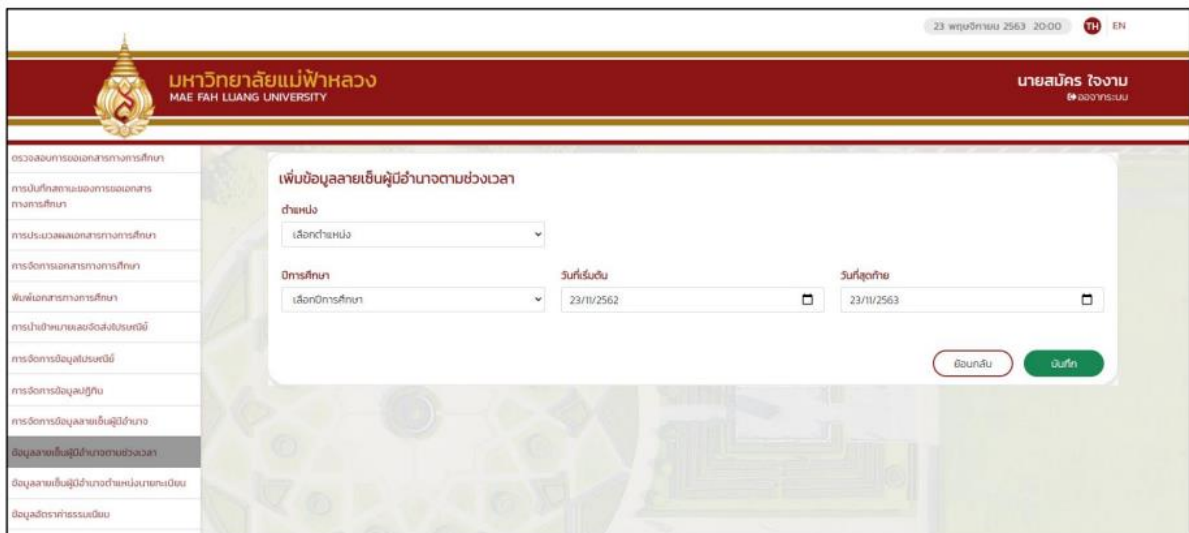 23 พฤศจิกายน 2563 20:00 TH EN
มหาวิทยาลัยแม่ฟ้าหลวง
MAE FAH LUANG UNIVERSITY
นายสมัคร ใจงาม
ออจากระบบ
ตรวจสอบการขอเอกสารทางการศึกษา
การบันทึกสถานะของการขอเอกสาร
ทางการศึกษา
การประมวลผลเอกสารทางการศึกษา
การจัดการเอกสารทางการศึกษา
พิมพ์เอกสารทางการศึกษา
การนำเข้าหมายเลขจัดส่งไปรษณีย์
การจัดการข้อมูลไปรษณีย์
การจัดการข้อมูลปฏิทิน
การจัดการข้อมูลลายเซ็นผู้มีอำนาจ
ข้อมูลลายเซ็นผู้มีอำนาจตามช่วงเวลา
ข้อมูลลายเซ็นผู้มีอำนาจตำแหน่งนายทะเบียน
ข้อมูลอัตราค่าธรรมเนียม
เพิ่มข้อมูลลายเซ็นผู้มีอำนาจตามช่วงเวลา
ตำแหน่ง
เลือกตำแหน่ง
ปีการศึกษา วันที่เริ่มต้น วันที่สุดท้าย
เลือกปีการศึกษา 23/11/2562 23/11/2563
ย้อนกลับ บันทึก